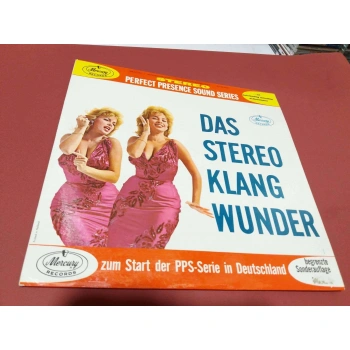 Mercury
RECORDS
STEREO
PERFECT PRESENCE SOUND SERIES
DAS
STEREO
KLANG
WUNDER
Mercury
RECORDS
zum Start der PPS-Serie in Deutschland
begrenzte
Sonderauflage